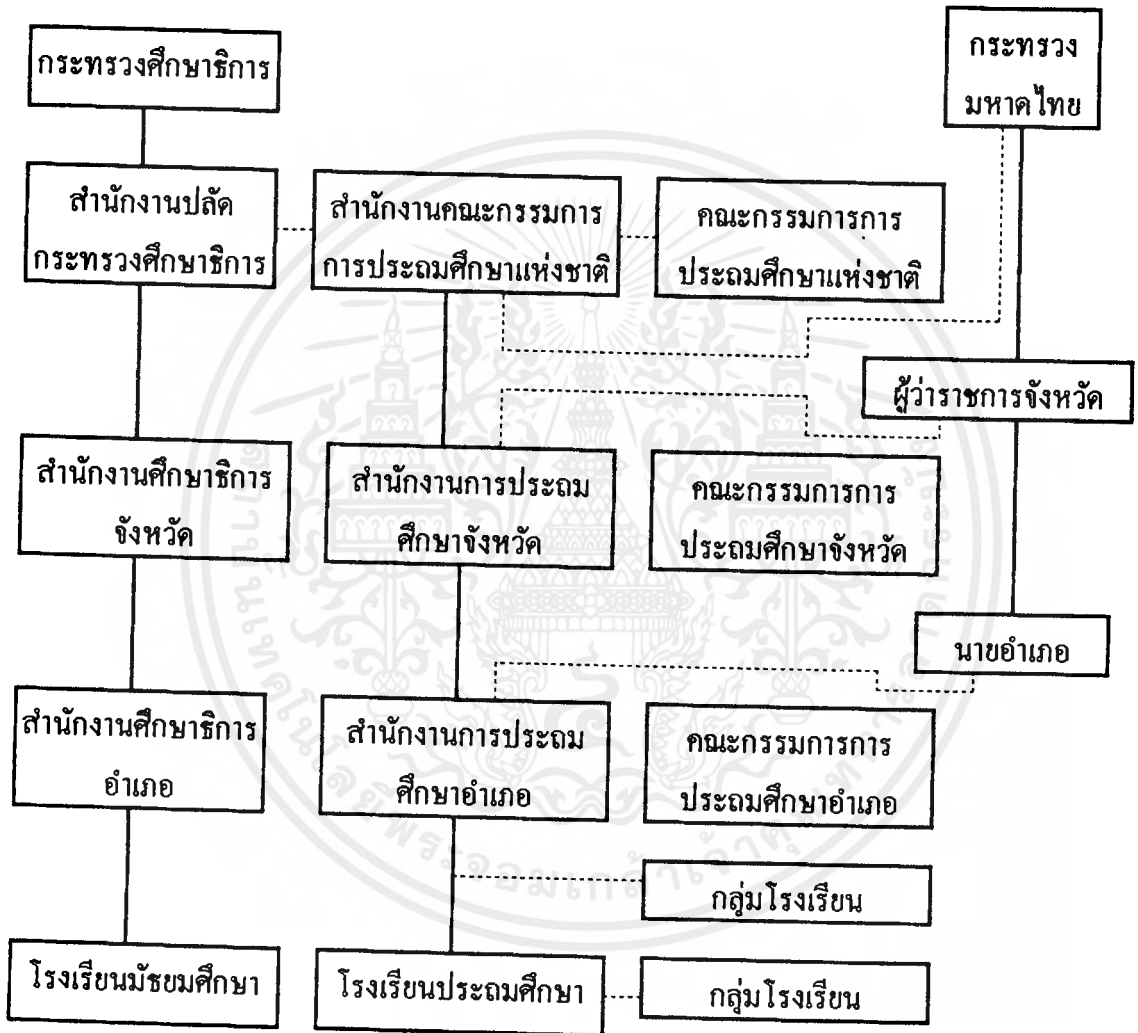 กระทรวงศึกษาธิการ
กระทรวง
มหาดไทย
สำนักงานปลัด
กระทรวงศึกษาธิการ
สำนักงานคณะกรรมการ
การประถมศึกษาแห่งชาติ
คณะกรรมการการ
ประถมศึกษาแห่งชาติ
ผู้ว่าราชการจังหวัด
สำนักงานศึกษาธิการ
จังหวัด
สำนักงานการประถม
ศึกษาจังหวัด
คณะกรรมการการ
ประถมศึกษาจังหวัด
นายอำเภอ
สำนักงานศึกษาธิการ
อำเภอ
สำนักงานการประถม
ศึกษาอำเภอ
คณะกรรมการการ
ประถมศึกษาอำเภอ
กลุ่มโรงเรียน
โรงเรียนมัธยมศึกษา
โรงเรียนประถมศึกษา
กลุ่มโรงเรียน